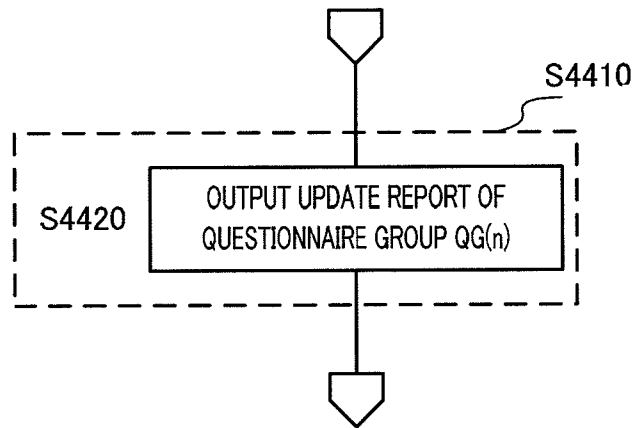 S4410
S4420
OUTPUT UPDATE REPORT OF
QUESTIONNAIRE GROUP QG(n)